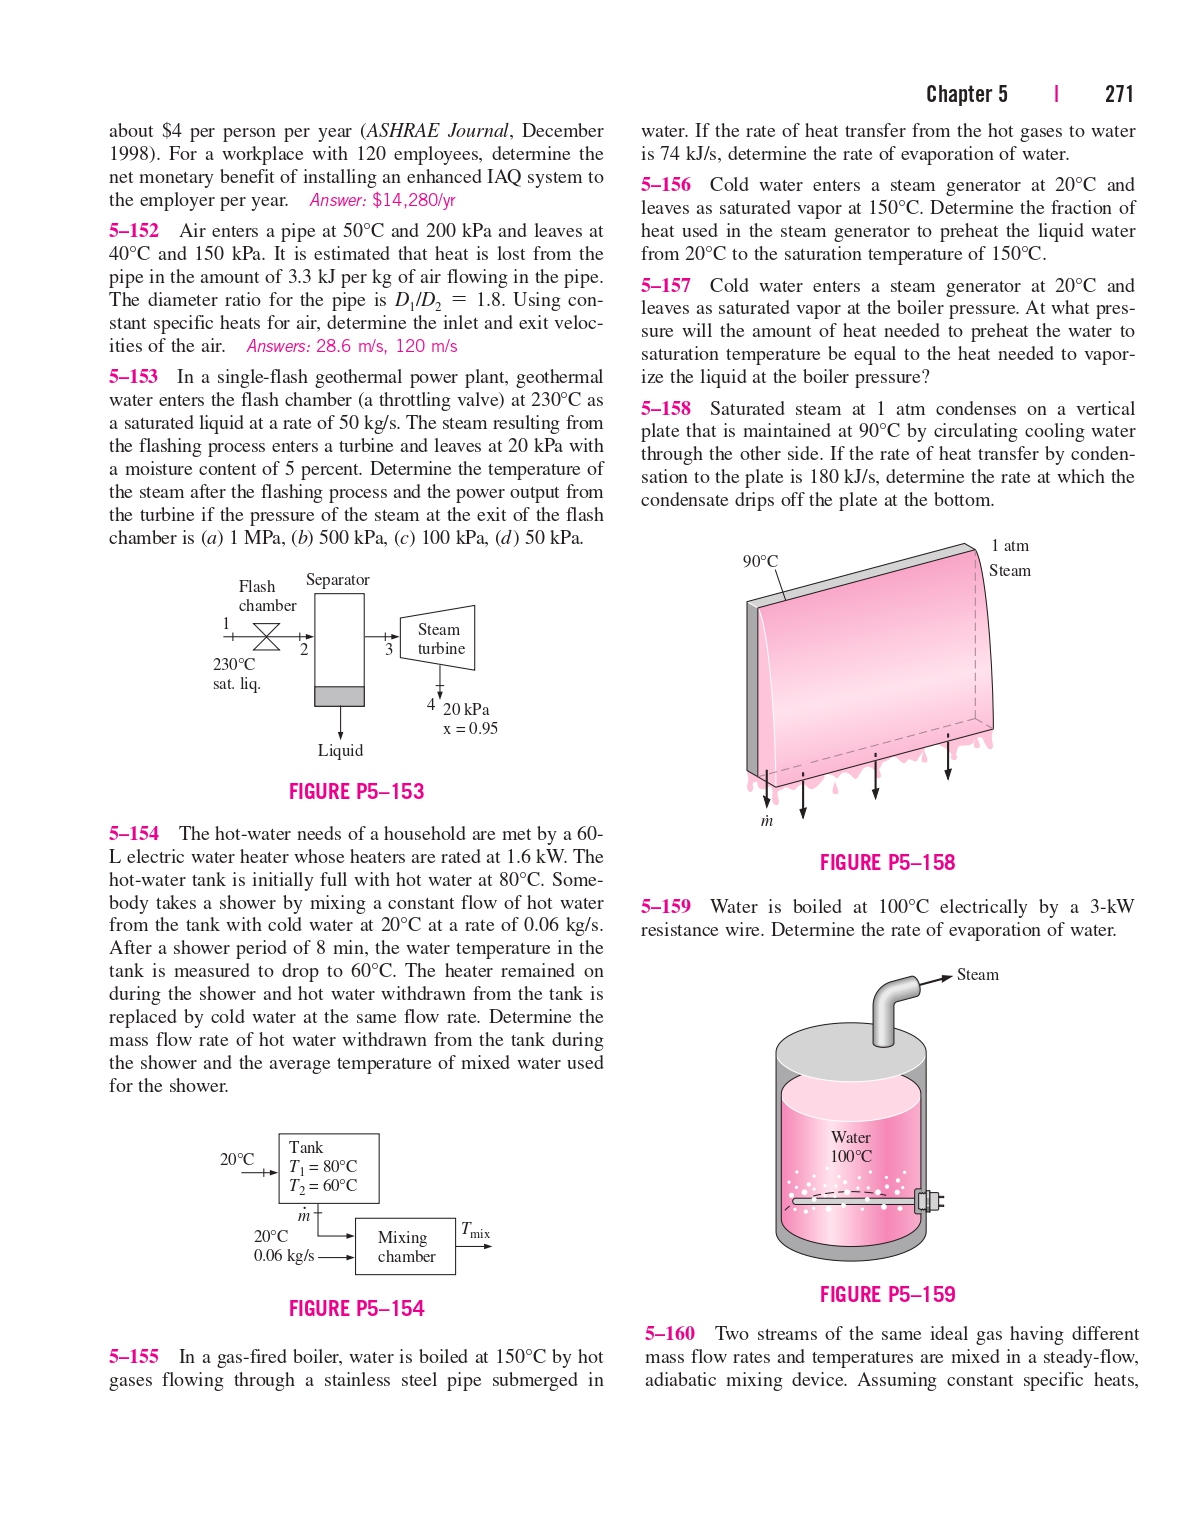 Chapter 5 | 271
about $4 per person per year (ASHRAE Journal, December
1998). For a workplace with 120 employees, determine the
net monetary benefit of installing an enhanced IAQ system to
the employer per year. Answer: $14,280/yr
5–152 Air enters a pipe at 50°C and 200 kPa and leaves at
40°C and 150 kPa. It is estimated that heat is lost from the
pipe in the amount of 3.3 kJ per kg of air flowing in the pipe.
The diameter ratio for the pipe is D₁/D₂ = 1.8. Using con-
stant specific heats for air, determine the inlet and exit veloc-
ities of the air. Answers: 28.6 m/s, 120 m/s
5–153 In a single-flash geothermal power plant, geothermal
water enters the flash chamber (a throttling valve) at 230°C as
a saturated liquid at a rate of 50 kg/s. The steam resulting from
the flashing process enters a turbine and leaves at 20 kPa with
a moisture content of 5 percent. Determine the temperature of
the steam after the flashing process and the power output from
the turbine if the pressure of the steam at the exit of the flash
chamber is (a) 1 MPa, (b) 500 kPa, (c) 100 kPa, (d) 50 kPa.
Flash
chamber
Separator
1
2
3
Steam
turbine
230°C
sat. liq.
4
20 kPa
x = 0.95
Liquid
FIGURE P5–153
5–154 The hot-water needs of a household are met by a 60-
L electric water heater whose heaters are rated at 1.6 kW. The
hot-water tank is initially full with hot water at 80°C. Some-
body takes a shower by mixing a constant flow of hot water
from the tank with cold water at 20°C at a rate of 0.06 kg/s.
After a shower period of 8 min, the water temperature in the
tank is measured to drop to 60°C. The heater remained on
during the shower and hot water withdrawn from the tank is
replaced by cold water at the same flow rate. Determine the
mass flow rate of hot water withdrawn from the tank during
the shower and the average temperature of mixed water used
for the shower.
20°C
Tank
T₁ = 80°C
T₂ = 60°C
ṁ
20°C
0.06 kg/s
Mixing
chamber
Tmix
FIGURE P5–154
5–155 In a gas-fired boiler, water is boiled at 150°C by hot
gases flowing through a stainless steel pipe submerged in
water. If the rate of heat transfer from the hot gases to water
is 74 kJ/s, determine the rate of evaporation of water.
5–156 Cold water enters a steam generator at 20°C and
leaves as saturated vapor at 150°C. Determine the fraction of
heat used in the steam generator to preheat the liquid water
from 20°C to the saturation temperature of 150°C.
5–157 Cold water enters a steam generator at 20°C and
leaves as saturated vapor at the boiler pressure. At what pres-
sure will the amount of heat needed to preheat the water to
saturation temperature be equal to the heat needed to vapor-
ize the liquid at the boiler pressure?
5–158 Saturated steam at 1 atm condenses on a vertical
plate that is maintained at 90°C by circulating cooling water
through the other side. If the rate of heat transfer by conden-
sation to the plate is 180 kJ/s, determine the rate at which the
condensate drips off the plate at the bottom.
90°C
1 atm
Steam
ṁ
FIGURE P5–158
5–159 Water is boiled at 100°C electrically by a 3-kW
resistance wire. Determine the rate of evaporation of water.
Steam
Water
100°C
FIGURE P5–159
5–160 Two streams of the same ideal gas having different
mass flow rates and temperatures are mixed in a steady-flow,
adiabatic mixing device. Assuming constant specific heats,